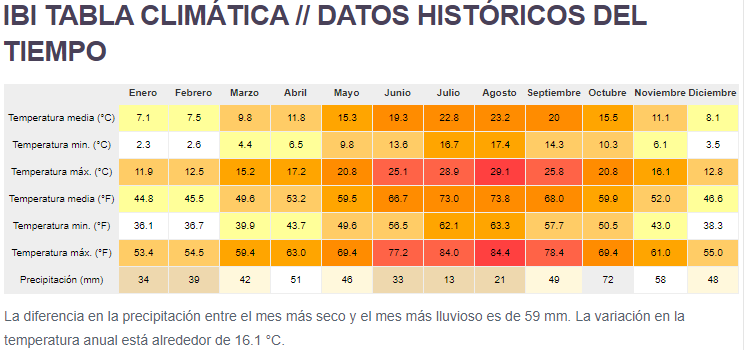 IBI TABLA CLIMÁTICA // DATOS HISTÓRICOS DEL
TIEMPO
Enero Febrero Marzo Abril Mayo Junio Julio Agosto Septiembre Octubre Noviembre Diciembre
Temperatura media (°C) 7.1 7.5 9.8 11.8 15.3 19.3 22.8 23.2 20 15.5 11.1 8.1
Temperatura min. (°C) 2.3 2.6 4.4 6.5 9.8 13.6 16.7 17.4 14.3 10.3 6.1 3.5
Temperatura máx. (°C) 11.9 12.5 15.2 17.2 20.8 25.1 28.9 29.1 25.8 20.8 16.1 12.8
Temperatura media (°F) 44.8 45.5 49.6 53.2 59.5 66.7 73.0 73.8 68.0 59.9 52.0 46.6
Temperatura min. (°F) 36.1 36.7 39.9 43.7 49.6 56.5 62.1 63.3 57.7 50.5 43.0 38.3
Temperatura máx. (°F) 53.4 54.5 59.4 63.0 69.4 77.2 84.0 84.4 78.4 69.4 61.0 55.0
Precipitación (mm) 34 39 42 51 46 33 13 21 49 72 58 48
La diferencia en la precipitación entre el mes más seco y el mes más lluvioso es de 59 mm. La variación en la
temperatura anual está alrededor de 16.1 °C.